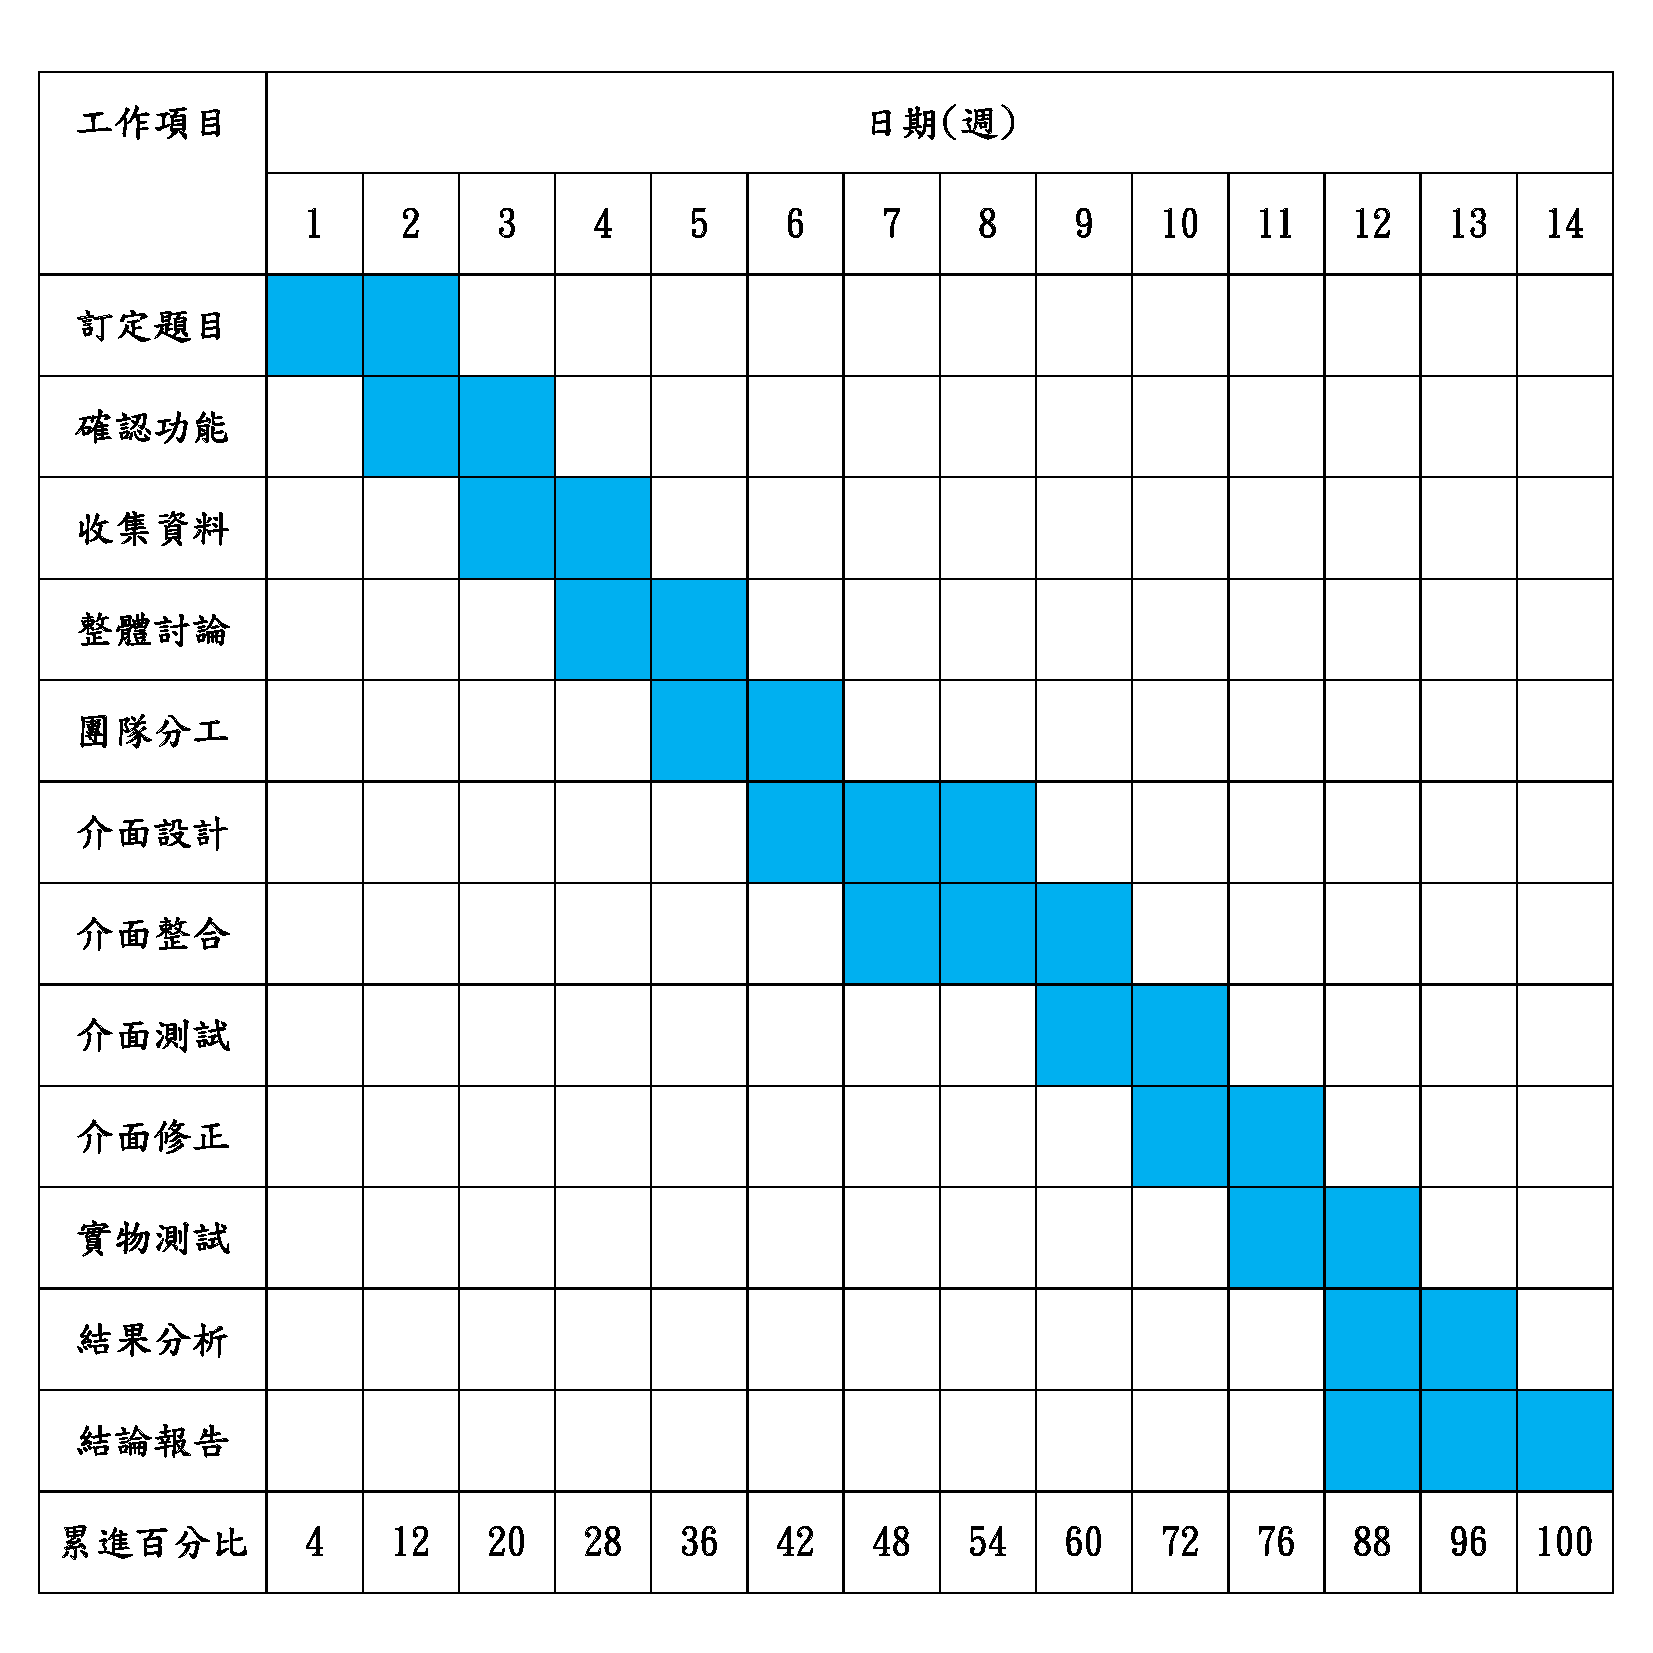 工作項目 日期(週)
1 2 3 4 5 6 7 8 9 10 11 12 13 14
訂定題目
確認功能
收集資料
整體討論
團隊分工
介面設計
介面整合
介面測試
介面修正
實物測試
結果分析
結論報告
累進百分比 4 12 20 28 36 42 48 54 60 72 76 88 96 100